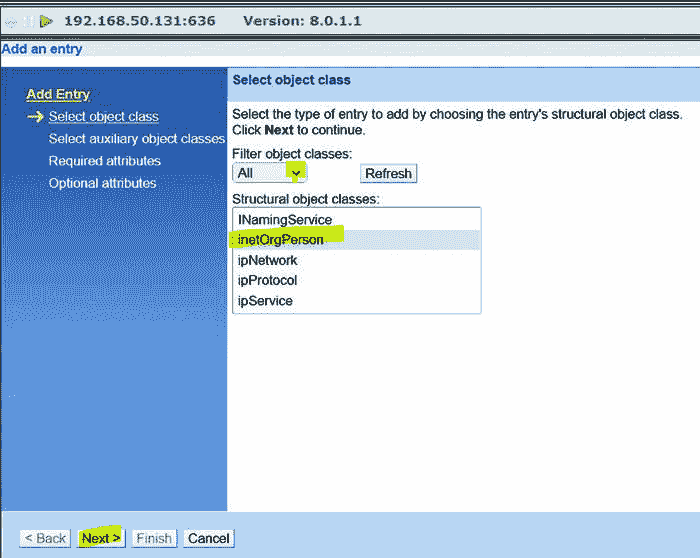 192.168.50.131:636 Version: 8.0.1.1
Add an entry
Add Entry
Select object class
Select auxiliary object classes
Required attributes
Optional attributes
Select object class
Select the type of entry to add by choosing the entry's structural object class.
Click Next to continue.
Filter object classes:
All Refresh
Structural object classes:
INamingService
inetOrgPerson
ipNetwork
ipProtocol
ipService
< Back Next > Finish Cancel